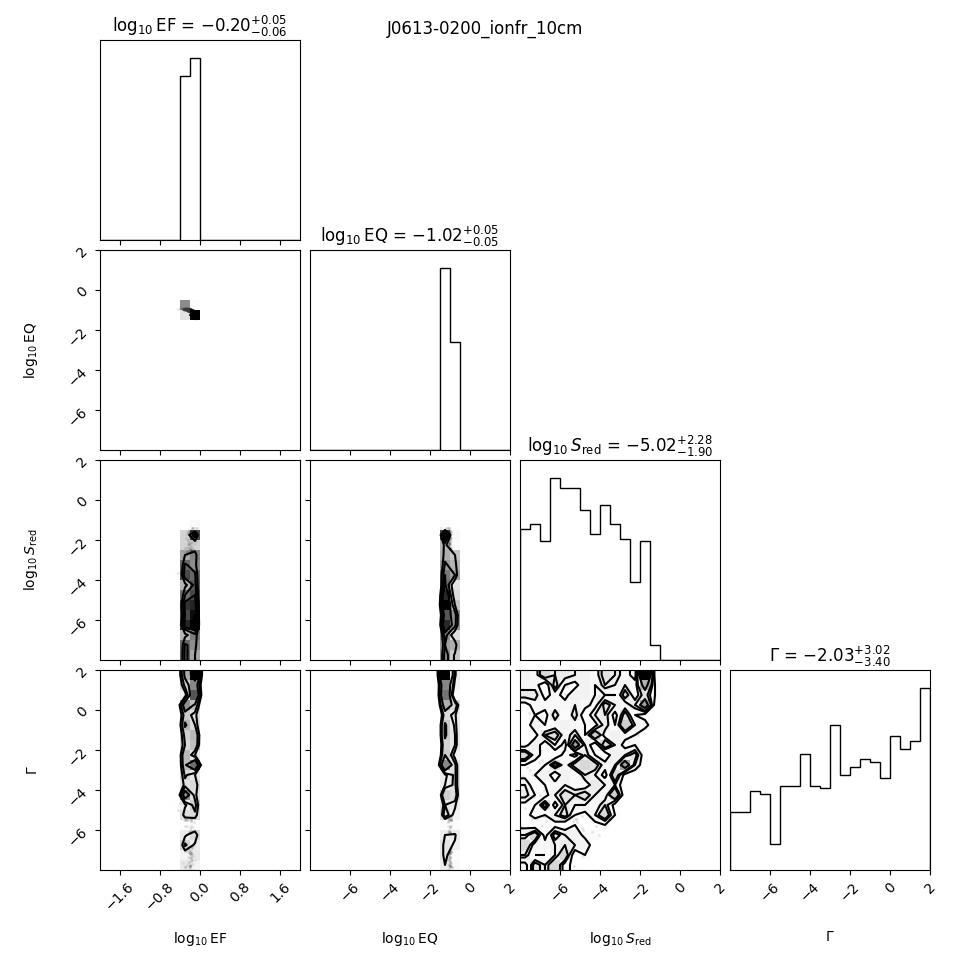 J0613-0200_ionfr_10cm
log₁₀ EF = −0.20⁺⁰·⁰⁵₋₀.₀₆
log₁₀ EQ = −1.02⁺⁰·⁰⁵₋₀.₀₅
2
0
−2
−4
−6
log₁₀ EQ
log₁₀ S_red = −5.02⁺²·²⁸₋₁.₉₀
2
0
−2
−4
−6
log₁₀ S_red
Γ = −2.03⁺³·⁰²₋₃.₄₀
2
0
−2
−4
−6
Γ
−1.6 −0.8 0.0 0.8 1.6
−6 −4 −2 0 2
−6 −4 −2 0 2
−6 −4 −2 0 2
log₁₀ EF
log₁₀ EQ
log₁₀ S_red
Γ